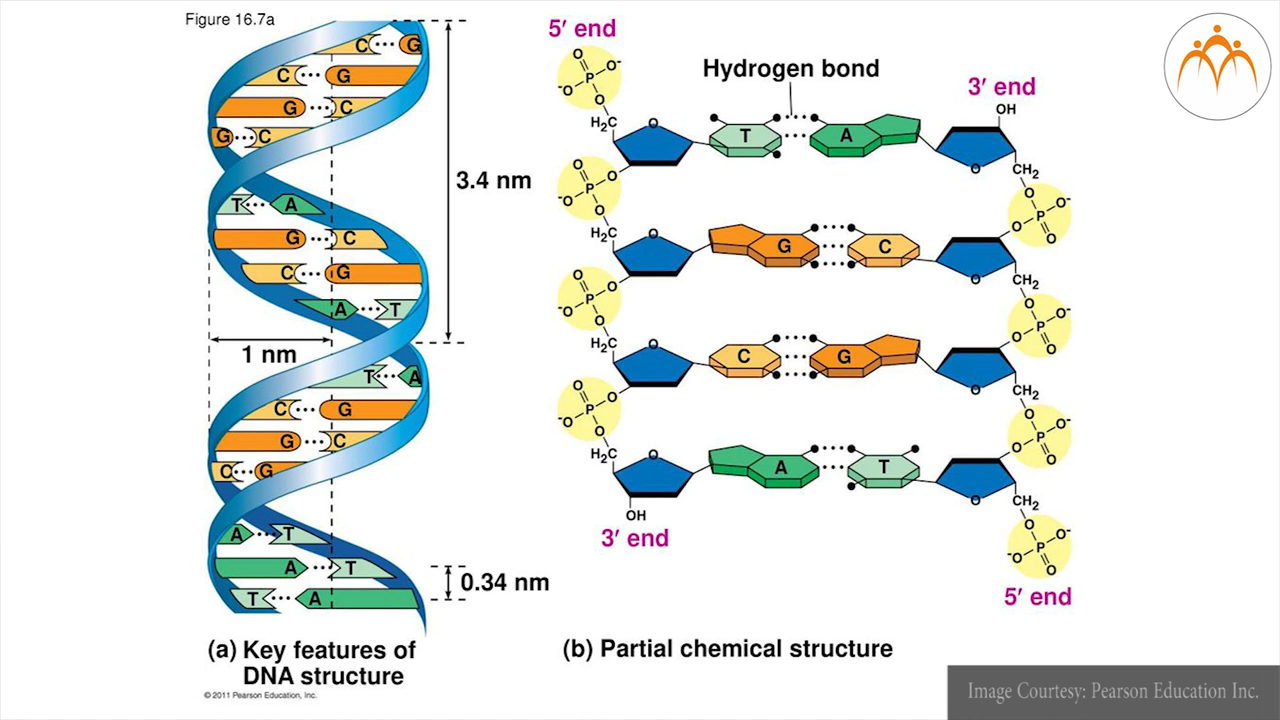 Figure 16.7a
C G
C G
G C
G C
T A
G C
C G
A T
T A
C G
G C
C G
A T
A T
T A
3.4 nm
1 nm
0.34 nm
(a) Key features of
DNA structure
© 2011 Pearson Education, Inc.
5′ end
Hydrogen bond
3′ end
O
P
O-
-O
O
H2C
O
T
A
OH
O
CH2
O
P
O-
-O
O
O
H2C
O
G
C
O
CH2
O
P
O-
O
O
O
P
O-
-O
O
O
H2C
O
C
G
O
CH2
O
P
O-
O
O
O
P
O-
-O
O
O
H2C
O
A
T
O
CH2
O
P
O-
O
O
OH
3′ end
O
P
O-
-O
O
5′ end
(b) Partial chemical structure
Image Courtesy: Pearson Education Inc.